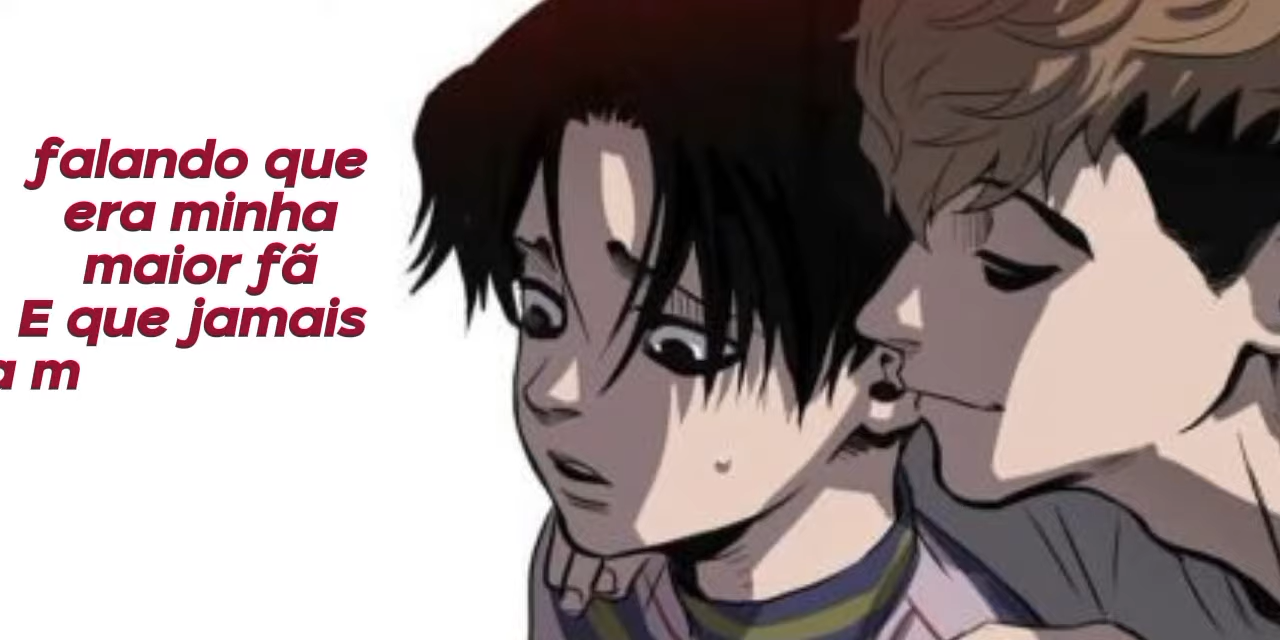 falando que
era minha
maior fã
E que jamais
a m